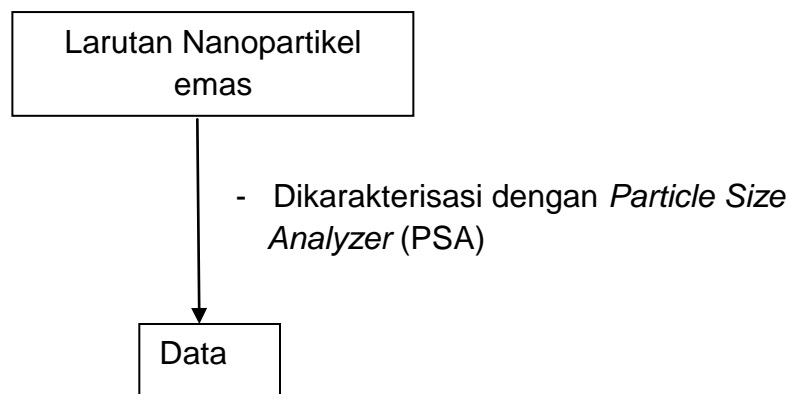 Larutan Nanopartikel
emas
- Dikarakterisasi dengan Particle Size
Analyzer (PSA)
Data